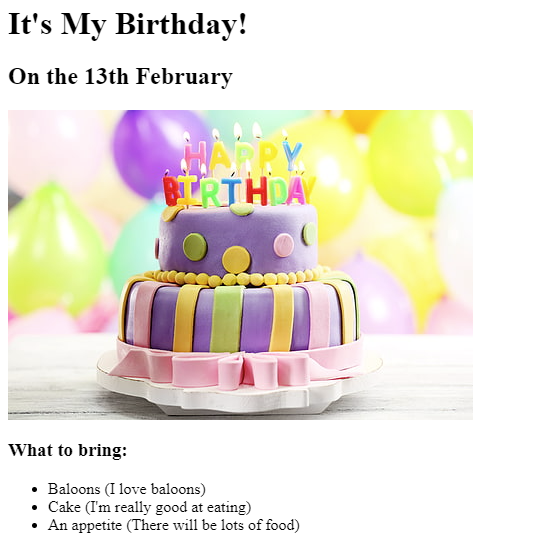 It's My Birthday!
On the 13th February
HAPPY
BIRTHDAY
What to bring:
Baloons (I love baloons)
Cake (I'm really good at eating)
An appetite (There will be lots of food)